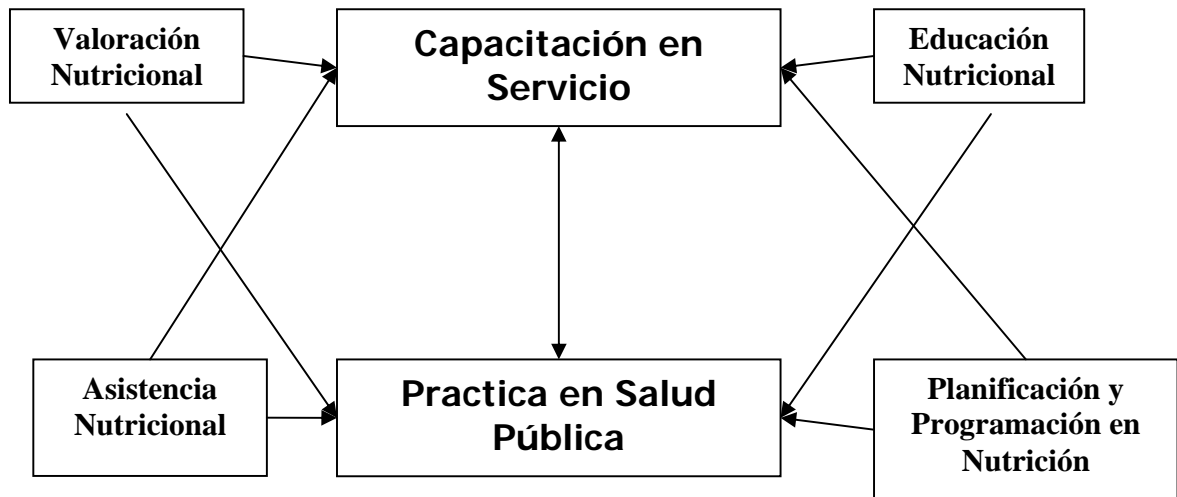 Valoración
Nutricional
Capacitación en
Servicio
Educación
Nutricional
Asistencia
Nutricional
Practica en Salud
Pública
Planificación y
Programación en
Nutrición